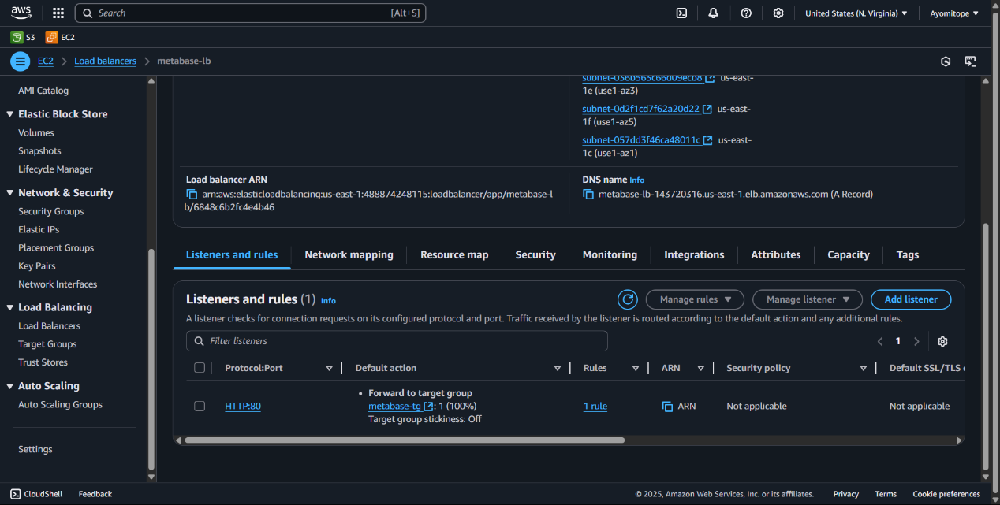 aws
Search
[Alt+S]
United States (N. Virginia)
Ayomitope
S3
EC2
EC2
Load balancers
metabase-lb
AMI Catalog
Elastic Block Store
Volumes
Snapshots
Lifecycle Manager
Network & Security
Security Groups
Elastic IPs
Placement Groups
Key Pairs
Network Interfaces
Load Balancing
Load Balancers
Target Groups
Trust Stores
Auto Scaling
Auto Scaling Groups
Settings
subnet-036b563c66d09ecb8 us-east-
1e (use1-az3)
subnet-0d2f1cd7f62a20d22 us-east-
1f (use1-az5)
subnet-057dd3f46ca48011c us-east-
1c (use1-az1)
Load balancer ARN
arn:aws:elasticloadbalancing:us-east-1:488874248115:loadbalancer/app/metabase-l
b/6848c6b2fc4e4b46
DNS name Info
metabase-lb-143720316.us-east-1.elb.amazonaws.com (A Record)
Listeners and rules
Network mapping
Resource map
Security
Monitoring
Integrations
Attributes
Capacity
Tags
Listeners and rules (1) Info
Manage rules
Manage listener
Add listener
A listener checks for connection requests on its configured protocol and port. Traffic received by the listener is routed according to the default action and any additional rules.
Filter listeners
1
Protocol:Port
Default action
Rules
ARN
Security policy
Default SSL/TLS
HTTP:80
• Forward to target group
metabase-tg : 1 (100%)
Target group stickiness: Off
1 rule
ARN
Not applicable
Not applicable
CloudShell
Feedback
© 2025, Amazon Web Services, Inc. or its affiliates.
Privacy
Terms
Cookie preferences